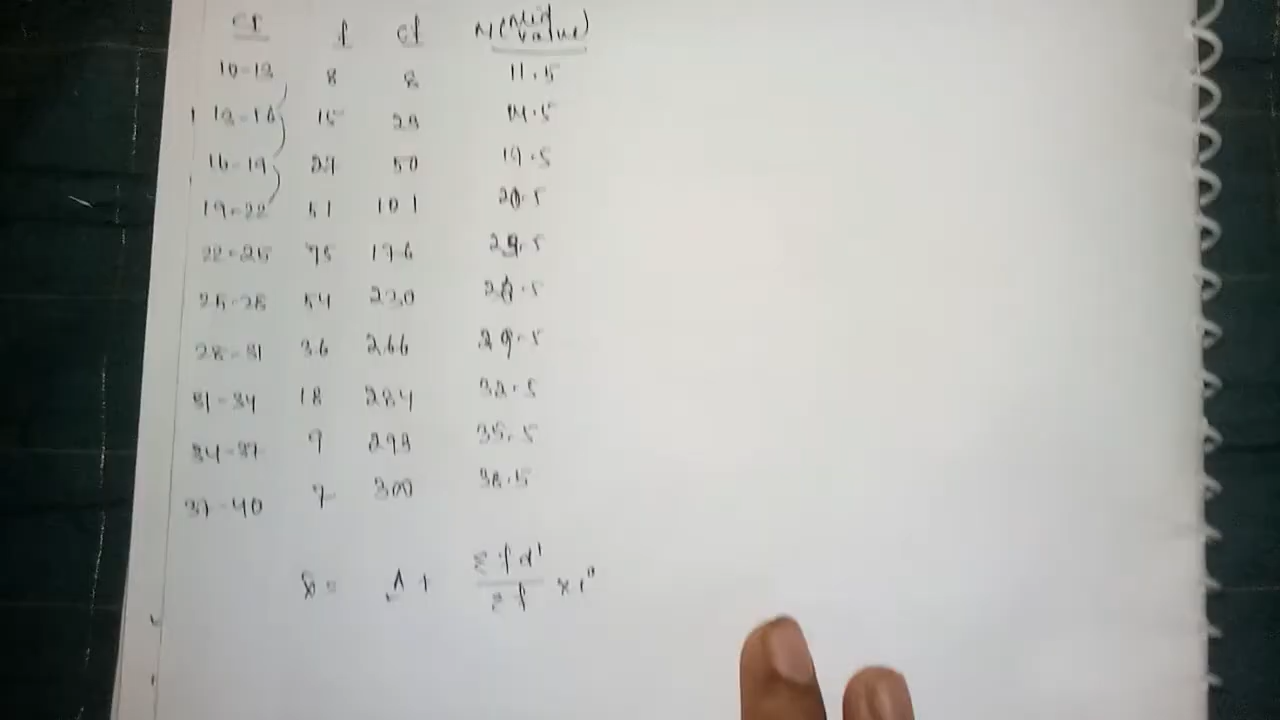 CI f cf M(Mid value)
10-13 8 8 11.5
13-16 15 23 14.5
16-19 27 50 17.5
19-22 51 101 20.5
22-25 75 176 23.5
25-28 54 230 26.5
28-31 36 266 29.5
31-34 18 284 32.5
34-37 9 293 35.5
37-40 7 300 38.5
x̄ = A + Σfd' / Σf × i